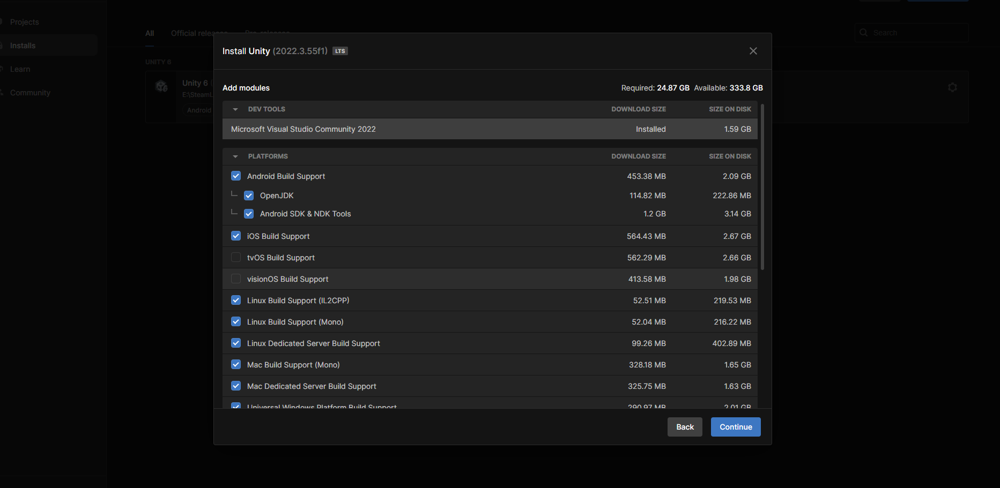 Projects
All
Official releases
Pre-releases
Search
Installs
Install Unity (2022.3.55f1) LTS
UNITY 6
Learn
Unity 6 (
Community
E:\SteamL
Android
Add modules
Required: 24.87 GB Available: 333.8 GB
DEV TOOLS DOWNLOAD SIZE SIZE ON DISK
Microsoft Visual Studio Community 2022 Installed 1.59 GB
PLATFORMS DOWNLOAD SIZE SIZE ON DISK
Android Build Support 453.38 MB 2.09 GB
OpenJDK 114.82 MB 222.86 MB
Android SDK & NDK Tools 1.2 GB 3.14 GB
iOS Build Support 564.43 MB 2.67 GB
tvOS Build Support 562.29 MB 2.66 GB
visionOS Build Support 413.58 MB 1.98 GB
Linux Build Support (IL2CPP) 52.51 MB 219.53 MB
Linux Build Support (Mono) 52.04 MB 216.22 MB
Linux Dedicated Server Build Support 99.26 MB 402.89 MB
Mac Build Support (Mono) 328.18 MB 1.65 GB
Mac Dedicated Server Build Support 325.75 MB 1.63 GB
Universal Windows Platform Build Support 290.97 MB 2.01 GB
Back
Continue